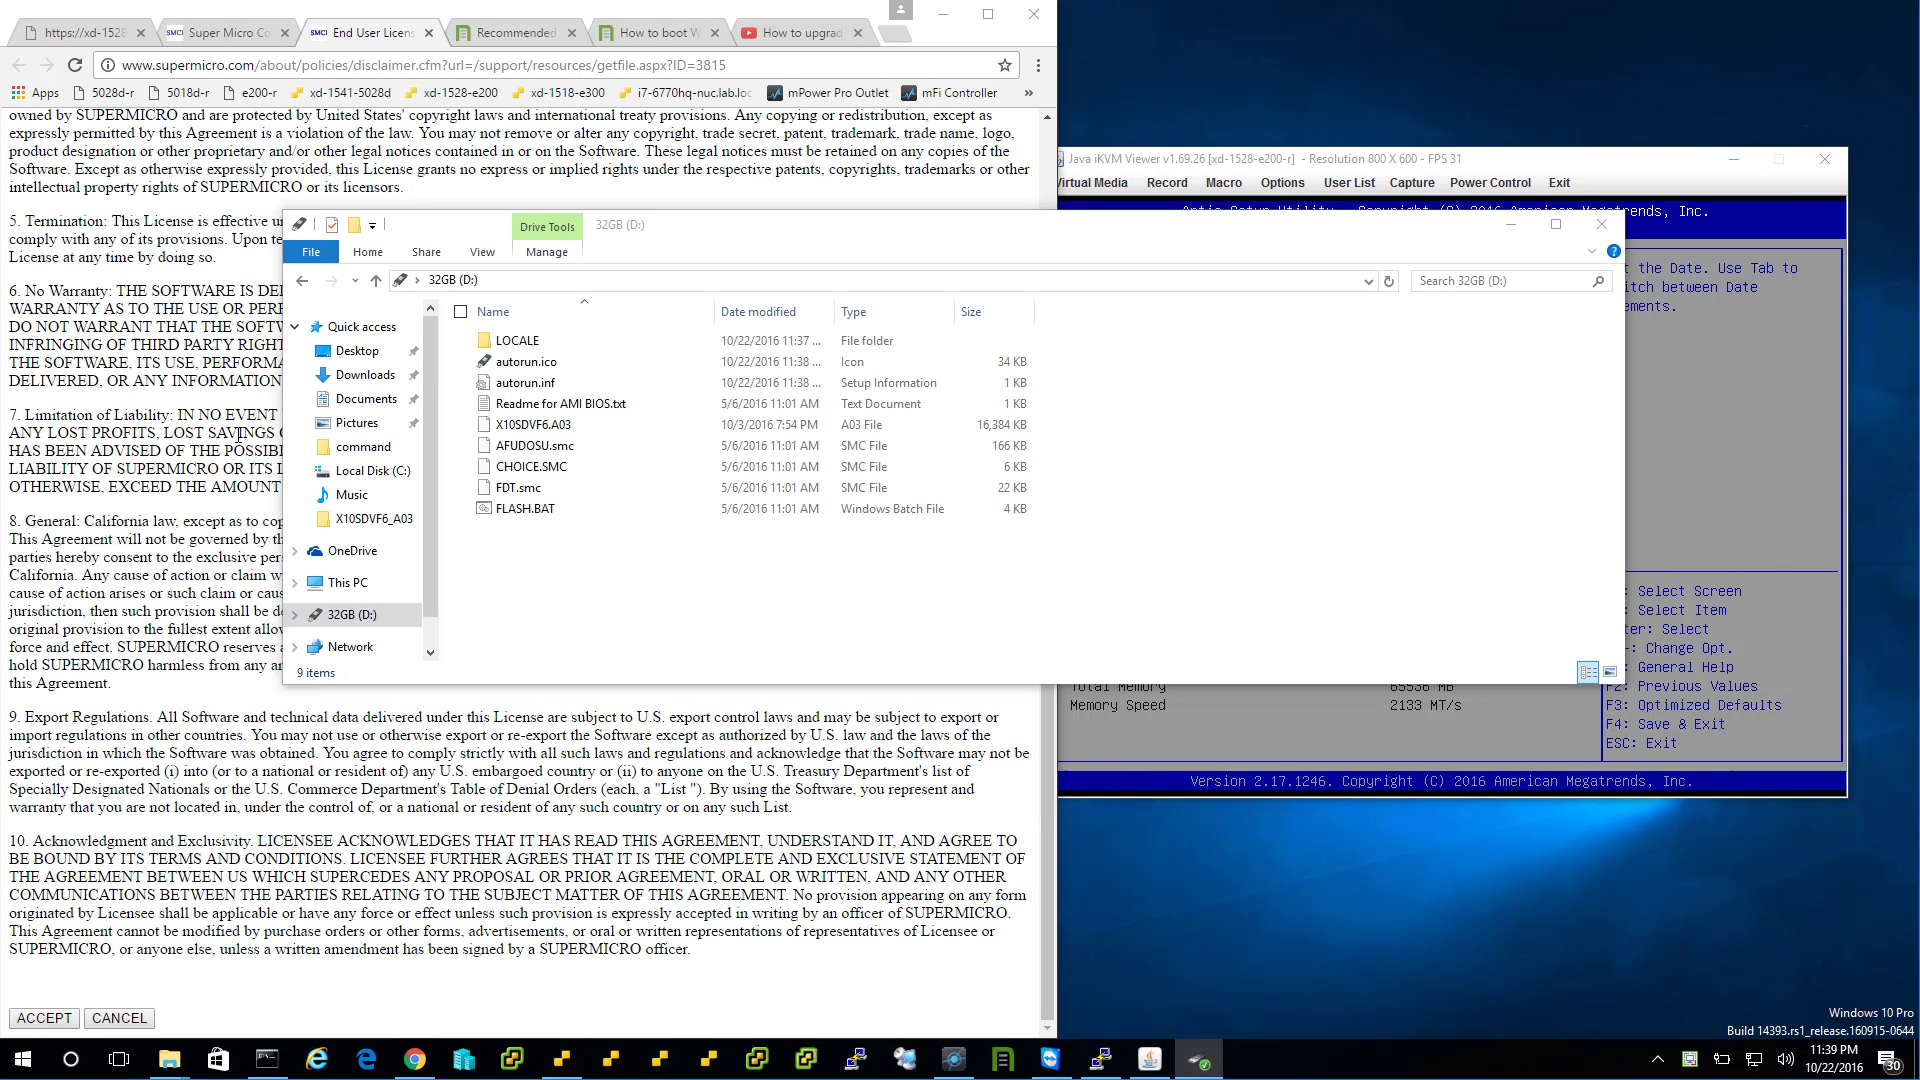 https://xd-1528
Super Micro Co
End User Licens
Recommended
How to boot W
How to upgrad
www.supermicro.com/about/policies/disclaimer.cfm?url=/support/resources/getfile.aspx?ID=3815
Apps
5028d-r
5018d-r
e200-r
xd-1541-5028d
xd-1528-e200
xd-1518-e300
i7-6770hq-nuc.lab.loc
mPower Pro Outlet
mFi Controller
»
owned by SUPERMICRO and are protected by United States' copyright laws and international treaty provisions. Any copying or redistribution, except as
expressly permitted by this Agreement is a violation of the law. You may not remove or alter any copyright, trade secret, patent, trademark, trade name, logo,
product designation or other proprietary and/or other legal notices contained in or on the Software. These legal notices must be retained on any copies of the
Software. Except as otherwise expressly provided, this License grants no express or implied rights under the respective patents, copyrights, trademarks or other
intellectual property rights of SUPERMICRO or its licensors.
5. Termination: This License is effective u
comply with any of its provisions. Upon te
License at any time by doing so.
6. No Warranty: THE SOFTWARE IS DE
WARRANTY AS TO THE USE OR PER
DO NOT WARRANT THAT THE SOFTW
INFRINGING OF THIRD PARTY RIGHT
THE SOFTWARE, ITS USE, PERFORMA
DELIVERED, OR ANY INFORMATION
7. Limitation of Liability: IN NO EVENT
ANY LOST PROFITS, LOST SAVINGS
HAS BEEN ADVISED OF THE POSSIB
LIABILITY OF SUPERMICRO OR ITS L
OTHERWISE, EXCEED THE AMOUNT
8. General: California law, except as to cop
This Agreement will not be governed by th
parties hereby consent to the exclusive per
California. Any cause of action or claim w
cause of action arises or such claim or cau
jurisdiction, then such provision shall be d
original provision to the fullest extent allow
force and effect. SUPERMICRO reserves
hold SUPERMICRO harmless from any an
this Agreement.
9. Export Regulations. All Software and technical data delivered under this License are subject to U.S. export control laws and may be subject to export or
import regulations in other countries. You may not use or otherwise export or re-export the Software except as authorized by U.S. law and the laws of the
jurisdiction in which the Software was obtained. You agree to comply strictly with all such laws and regulations and acknowledge that the Software may not be
exported or re-exported (i) into (or to a national or resident of) any U.S. embargoed country or (ii) to anyone on the U.S. Treasury Department's list of
Specially Designated Nationals or the U.S. Commerce Department's Table of Denial Orders (each, a "List "). By using the Software, you represent and
warranty that you are not located in, under the control of, or a national or resident of any such country or on any such List.
10. Acknowledgment and Exclusivity. LICENSEE ACKNOWLEDGES THAT IT HAS READ THIS AGREEMENT, UNDERSTAND IT, AND AGREE TO
BE BOUND BY ITS TERMS AND CONDITIONS. LICENSEE FURTHER AGREES THAT IT IS THE COMPLETE AND EXCLUSIVE STATEMENT OF
THE AGREEMENT BETWEEN US WHICH SUPERCEDES ANY PROPOSAL OR PRIOR AGREEMENT, ORAL OR WRITTEN, AND ANY OTHER
COMMUNICATIONS BETWEEN THE PARTIES RELATING TO THE SUBJECT MATTER OF THIS AGREEMENT. No provision appearing on any form
originated by Licensee shall be applicable or have any force or effect unless such provision is expressly accepted in writing by an officer of SUPERMICRO.
This Agreement cannot be modified by purchase orders or other forms, advertisements, or oral or written representations of representatives of Licensee or
SUPERMICRO, or anyone else, unless a written amendment has been signed by a SUPERMICRO officer.
ACCEPT CANCEL
Drive Tools 32GB (D:)
File Home Share View Manage
32GB (D:)
Search 32GB (D:)
Quick access
Desktop
Downloads
Documents
Pictures
command
Local Disk (C:)
Music
X10SDVF6_A03
OneDrive
This PC
32GB (D:)
Network
Name Date modified Type Size
LOCALE 10/22/2016 11:37 ... File folder
autorun.ico 10/22/2016 11:38 ... Icon 34 KB
autorun.inf 10/22/2016 11:38 ... Setup Information 1 KB
Readme for AMI BIOS.txt 5/6/2016 11:01 AM Text Document 1 KB
X10SDVF6.A03 10/3/2016 7:54 PM A03 File 16,384 KB
AFUDOSU.smc 5/6/2016 11:01 AM SMC File 166 KB
CHOICE.SMC 5/6/2016 11:01 AM SMC File 6 KB
FDT.smc 5/6/2016 11:01 AM SMC File 22 KB
FLASH.BAT 5/6/2016 11:01 AM Windows Batch File 4 KB
9 items
Java iKVM Viewer v1.69.26 [xd-1528-e200-r] - Resolution 800 X 600 - FPS 31
Virtual Media Record Macro Options User List Capture Power Control Exit
Aptio Setup Utility - Copyright (C) 2016 American Megatrends, Inc.
t the Date. Use Tab to
itch between Date
ements.
: Select Screen
: Select Item
ter: Select
-: Change Opt.
: General Help
F2: Previous Values
F3: Optimized Defaults
F4: Save & Exit
ESC: Exit
Total Memory 65536 MB
Memory Speed 2133 MT/s
Version 2.17.1246. Copyright (C) 2016 American Megatrends, Inc.
Windows 10 Pro
Build 14393.rs1_release.160915-0644
11:39 PM
10/22/2016
30